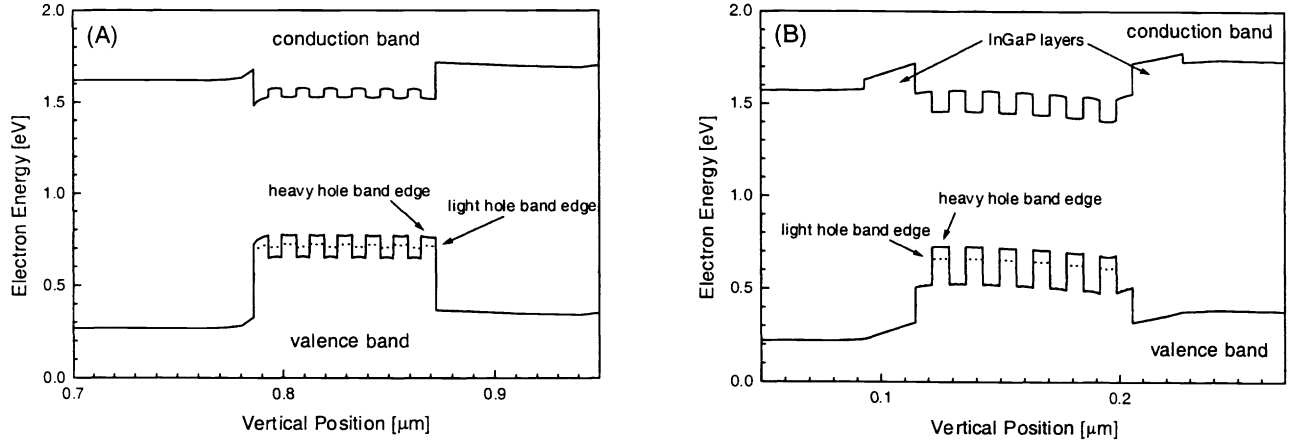 (A)
conduction band
heavy hole band edge
light hole band edge
valence band
2.0
1.5
1.0
0.5
0.0
0.7
0.8
0.9
Electron Energy [eV]
Vertical Position [μm]
(B)
InGaP layers
conduction band
heavy hole band edge
light hole band edge
valence band
2.0
1.5
1.0
0.5
0.0
0.1
0.2
Electron Energy [eV]
Vertical Position [μm]